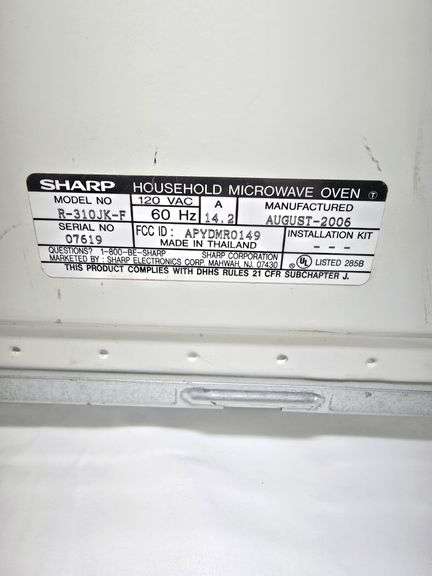 SHARP HOUSEHOLD MICROWAVE OVEN T
MODEL NO 120 VAC A MANUFACTURED
R-310JK-F 60 Hz 14.2 AUGUST-2006
SERIAL NO FCC ID: APYDMR0149 INSTALLATION KIT
07619 MADE IN THAILAND - - -
QUESTIONS? 1-800-BE-SHARP SHARP CORPORATION
MARKETED BY : SHARP ELECTRONICS CORP. MAHWAH, NJ, 07430 UL LISTED 285B
THIS PRODUCT COMPLIES WITH DHHS RULES 21 CFR SUBCHAPTER J.